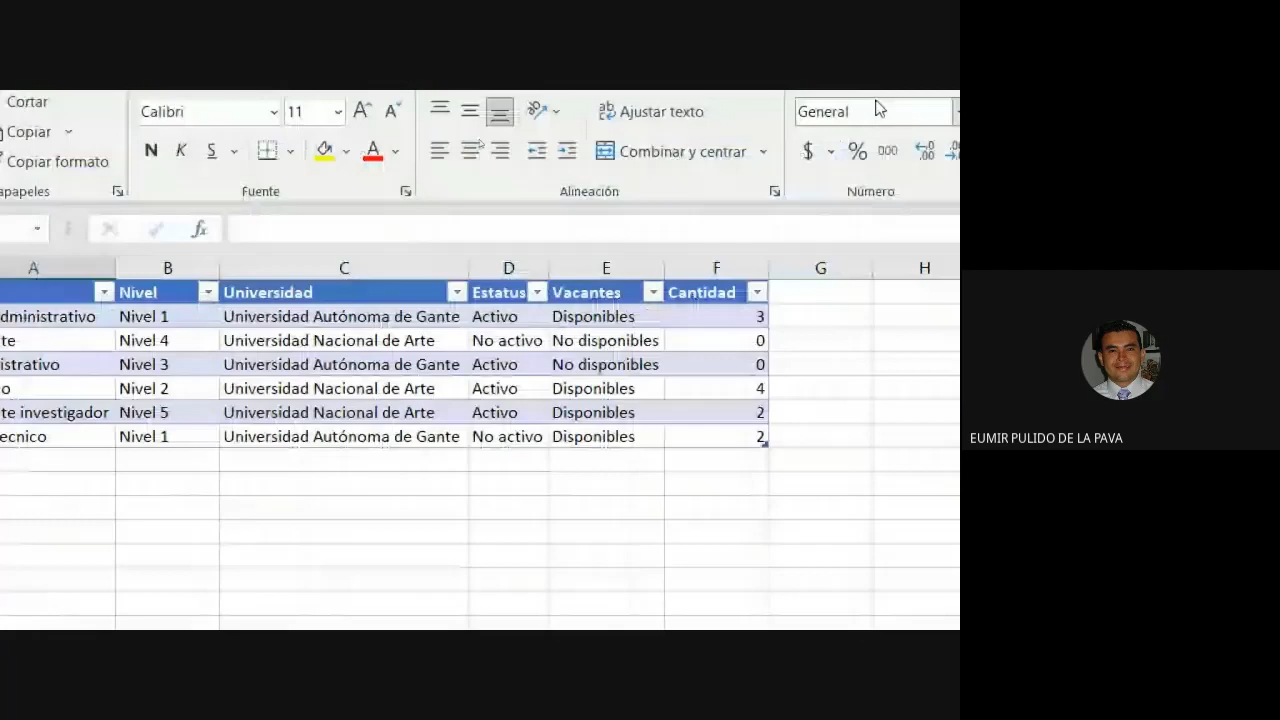 Cortar
Calibri 11 A A
Ajustar texto
General
Copiar
N K S A
Combinar y centrar
$ % 000
Copiar formato
Fuente
Alineación
Número
fx
A B C D E F G H
Nivel Universidad Estatus Vacantes Cantidad
dministrativo Nivel 1 Universidad Autónoma de Gante Activo Disponibles 3
te Nivel 4 Universidad Nacional de Arte No activo No disponibles 0
istrativo Nivel 3 Universidad Autónoma de Gante Activo No disponibles 0
o Nivel 2 Universidad Nacional de Arte Activo Disponibles 4
te investigador Nivel 5 Universidad Nacional de Arte Activo Disponibles 2
ecnico Nivel 1 Universidad Autónoma de Gante No activo Disponibles 2
EUMIR PULIDO DE LA PAVA